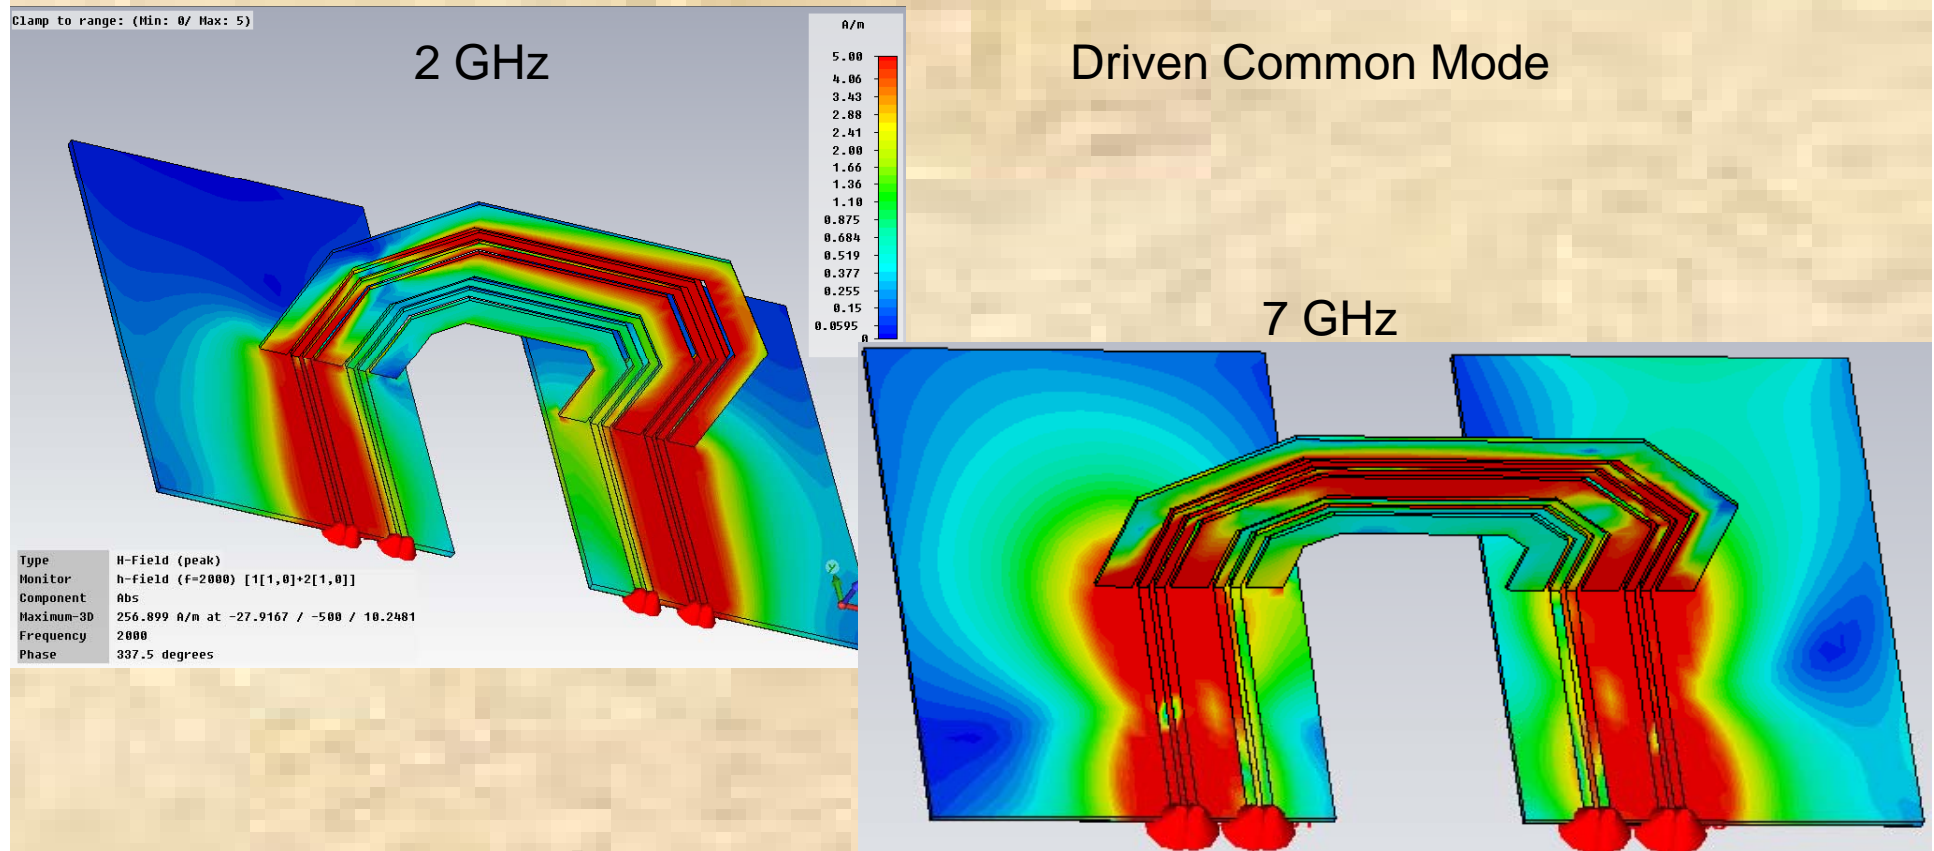 Clamp to range: (Min: 0/ Max: 5)
2 GHz
Driven Common Mode
A/m
5.00
4.06
3.43
2.88
2.41
2.00
1.66
1.36
1.10
0.875
0.684
0.519
0.377
0.255
0.15
0.0595
0
7 GHz
y
Type H-Field (peak)
Monitor h-field (f=2000) [1[1,0]+2[1,0]]
Component Abs
Maximum-3D 256.899 A/m at -27.9167 / -500 / 10.2481
Frequency 2000
Phase 337.5 degrees